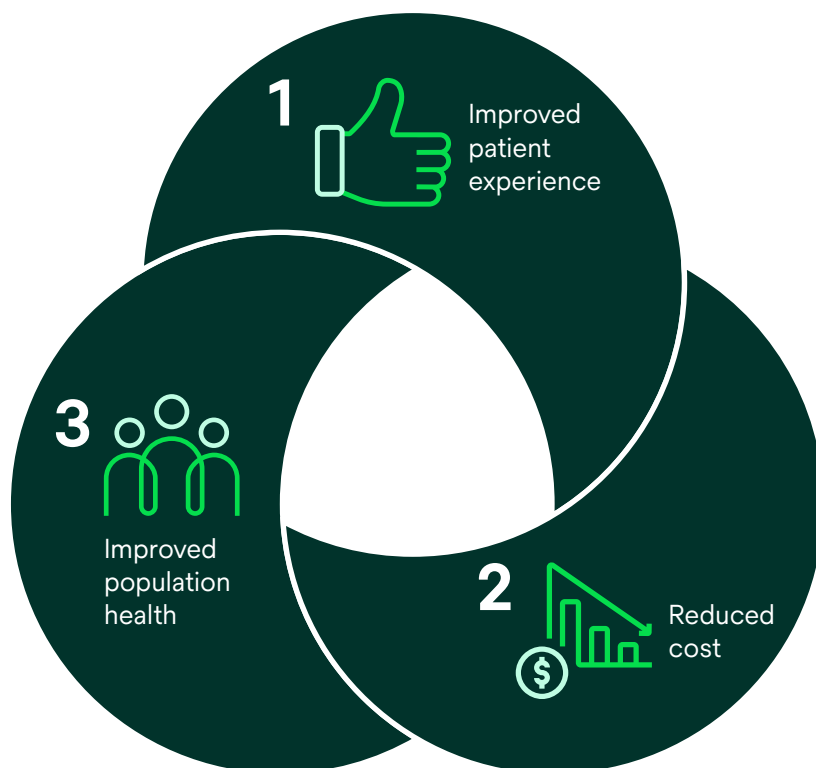 1
Improved
patient
experience
2
$
Reduced
cost
3
Improved
population
health